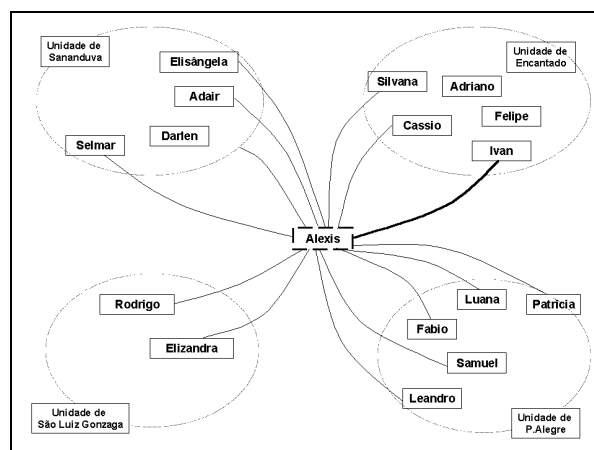 Unidade de
Sananduva
Elisângela
Adair
Darlen
Selmar
Unidade de
Encantado
Silvana
Adriano
Felipe
Cassio
Ivan
Alexis
Rodrigo
Elizandra
Unidade de
São Luiz Gonzaga
Luana
Patrícia
Fabio
Samuel
Leandro
Unidade de
P.Alegre